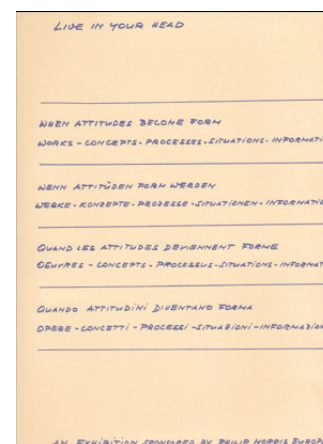 LIVE IN YOUR HEAD
WHEN ATTITUDES BECOME FORM
WORKS - CONCEPTS - PROCESSES - SITUATIONS - INFORMATI
WENN ATTITÜDEN FORM WERDEN
WERKE - KONZEPTE - PROZESSE - SITUATIONEN - INFORMATIO
QUAND LES ATTITUDES DEVIENNENT FORME
OEUVRES - CONCEPTS - PROCESSUS - SITUATIONS - INFORMAT
QUANDO ATTITUDINI DIVENTANO FORMA
OPERE - CONCETTI - PROCESSI - SITUAZIONI - INFORMAZION
AN EXHIBITION SPONSORED BY PHILIP MORRIS EUROP